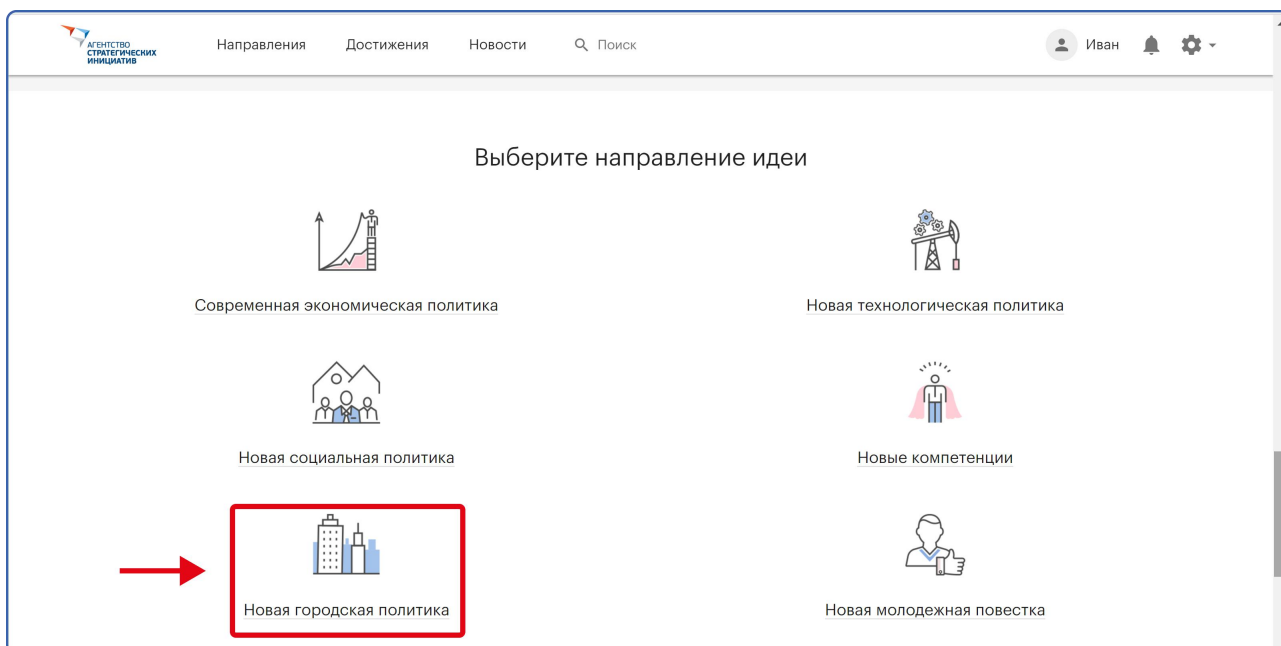 АГЕНТСТВО
СТРАТЕГИЧЕСКИХ
ИНИЦИАТИВ
Направления Достижения Новости Поиск Иван
Выберите направление идеи
Современная экономическая политика Новая технологическая политика
Новая социальная политика Новые компетенции
Новая городская политика Новая молодежная повестка